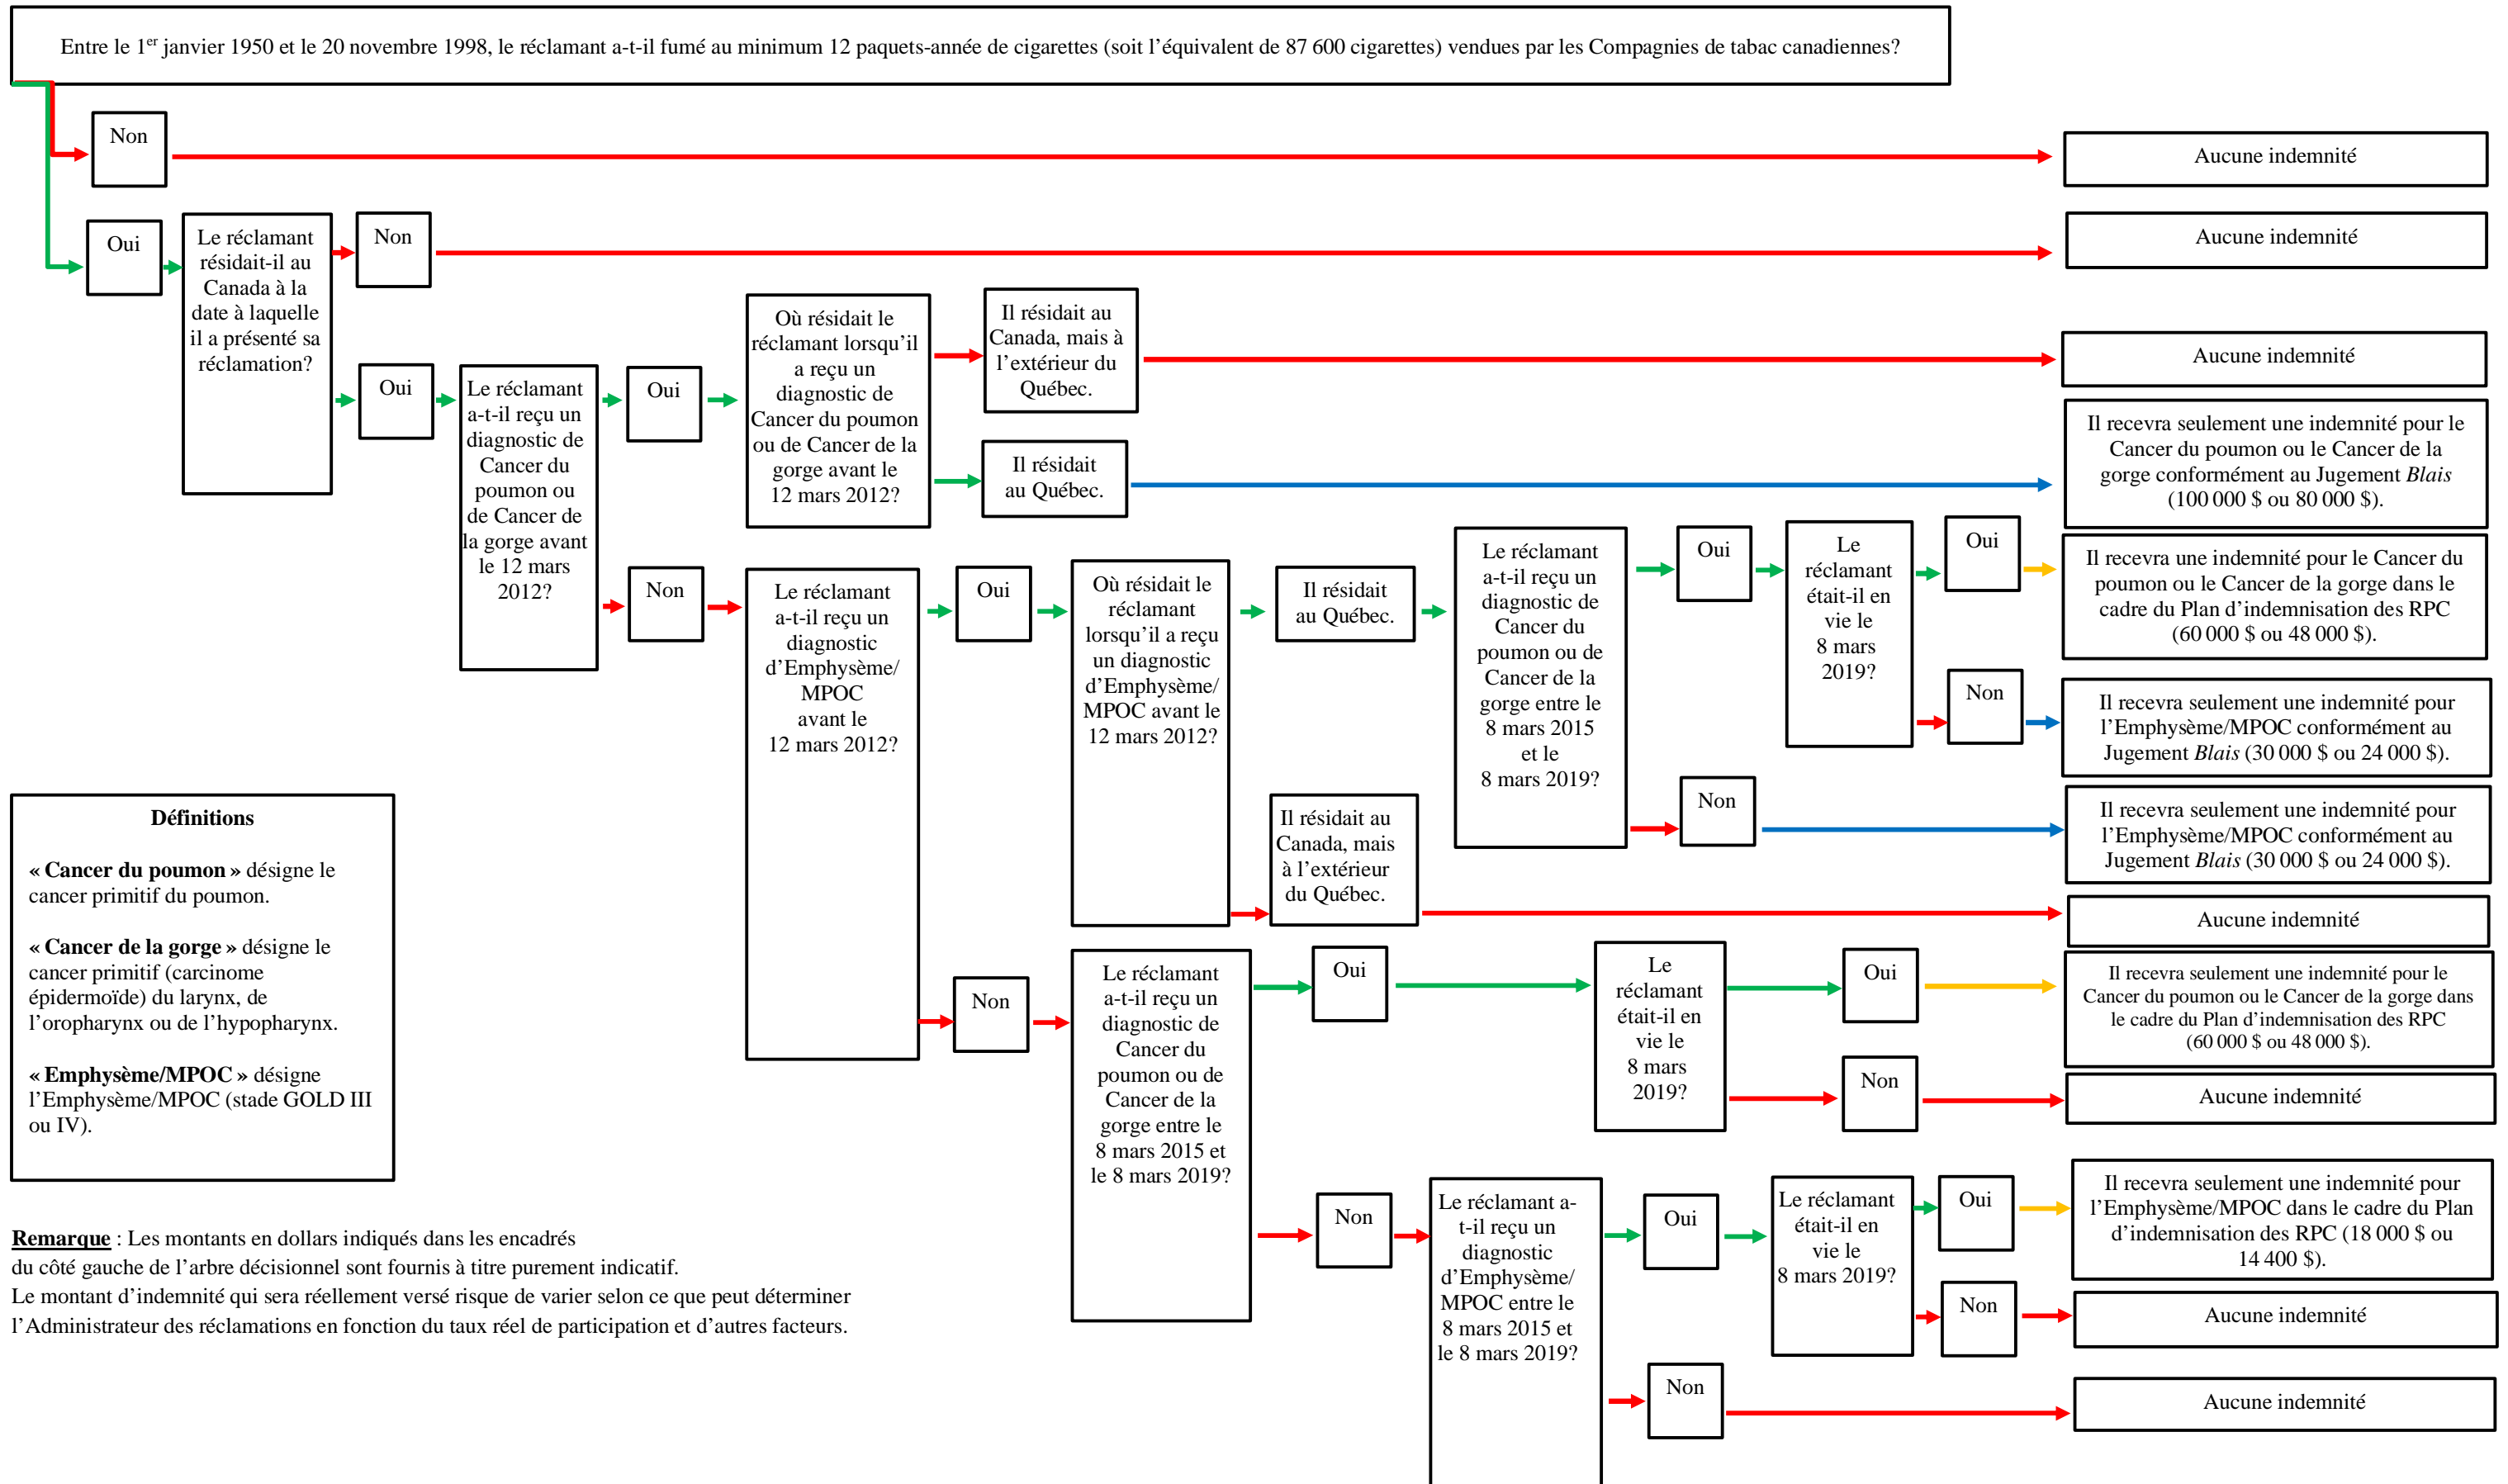 Entre le 1er janvier 1950 et le 20 novembre 1998, le réclamant a-t-il fumé au minimum 12 paquets-année de cigarettes (soit l’équivalent de 87 600 cigarettes) vendues par les Compagnies de tabac canadiennes?
Non
Aucune indemnité
Oui
Le réclamant
résidait-il au
Canada à la
date à laquelle
il a présenté sa
réclamation?
Non
Aucune indemnité
Oui
Le réclamant
a-t-il reçu un
diagnostic de
Cancer du
poumon ou
de Cancer de
la gorge avant
le 12 mars
2012?
Oui
Où résidait le
réclamant lorsqu’il
a reçu un
diagnostic de
Cancer du poumon
ou de Cancer de la
gorge avant le
12 mars 2012?
Il résidait au
Canada, mais à
l’extérieur du
Québec.
Aucune indemnité
Il résidait
au Québec.
Il recevra seulement une indemnité pour le
Cancer du poumon ou le Cancer de la
gorge conformément au Jugement Blais
(100 000 $ ou 80 000 $).
Non
Le réclamant
a-t-il reçu un
diagnostic
d’Emphysème/
MPOC
avant le
12 mars 2012?
Oui
Où résidait le
réclamant
lorsqu’il a reçu
un diagnostic
d’Emphysème/
MPOC avant le
12 mars 2012?
Il résidait
au Québec.
Le réclamant
a-t-il reçu un
diagnostic de
Cancer du
poumon ou de
Cancer de la
gorge entre le
8 mars 2015
et le
8 mars 2019?
Oui
Le
réclamant
était-il en
vie le
8 mars
2019?
Oui
Il recevra une indemnité pour le Cancer du
poumon ou le Cancer de la gorge dans le
cadre du Plan d’indemnisation des RPC
(60 000 $ ou 48 000 $).
Non
Il recevra seulement une indemnité pour
l’Emphysème/MPOC conformément au
Jugement Blais (30 000 $ ou 24 000 $).
Non
Il recevra seulement une indemnité pour
l’Emphysème/MPOC conformément au
Jugement Blais (30 000 $ ou 24 000 $).
Il résidait au
Canada, mais
à l’extérieur
du Québec.
Aucune indemnité
Non
Le réclamant
a-t-il reçu un
diagnostic de
Cancer du
poumon ou de
Cancer de la
gorge entre le
8 mars 2015 et
le 8 mars 2019?
Oui
Le
réclamant
était-il en
vie le
8 mars
2019?
Oui
Il recevra seulement une indemnité pour le
Cancer du poumon ou le Cancer de la gorge dans
le cadre du Plan d’indemnisation des RPC
(60 000 $ ou 48 000 $).
Non
Aucune indemnité
Non
Le réclamant a-
t-il reçu un
diagnostic
d’Emphysème/
MPOC entre le
8 mars 2015 et
le 8 mars 2019?
Oui
Le réclamant
était-il en
vie le
8 mars 2019?
Oui
Il recevra seulement une indemnité pour
l’Emphysème/MPOC dans le cadre du Plan
d’indemnisation des RPC (18 000 $ ou
14 400 $).
Non
Aucune indemnité
Non
Aucune indemnité
Définitions
« Cancer du poumon » désigne le
cancer primitif du poumon.
« Cancer de la gorge » désigne le
cancer primitif (carcinome
épidermoïde) du larynx, de
l’oropharynx ou de l’hypopharynx.
« Emphysème/MPOC » désigne
l’Emphysème/MPOC (stade GOLD III
ou IV).
Remarque : Les montants en dollars indiqués dans les encadrés
du côté gauche de l’arbre décisionnel sont fournis à titre purement indicatif.
Le montant d’indemnité qui sera réellement versé risque de varier selon ce que peut déterminer
l’Administrateur des réclamations en fonction du taux réel de participation et d’autres facteurs.